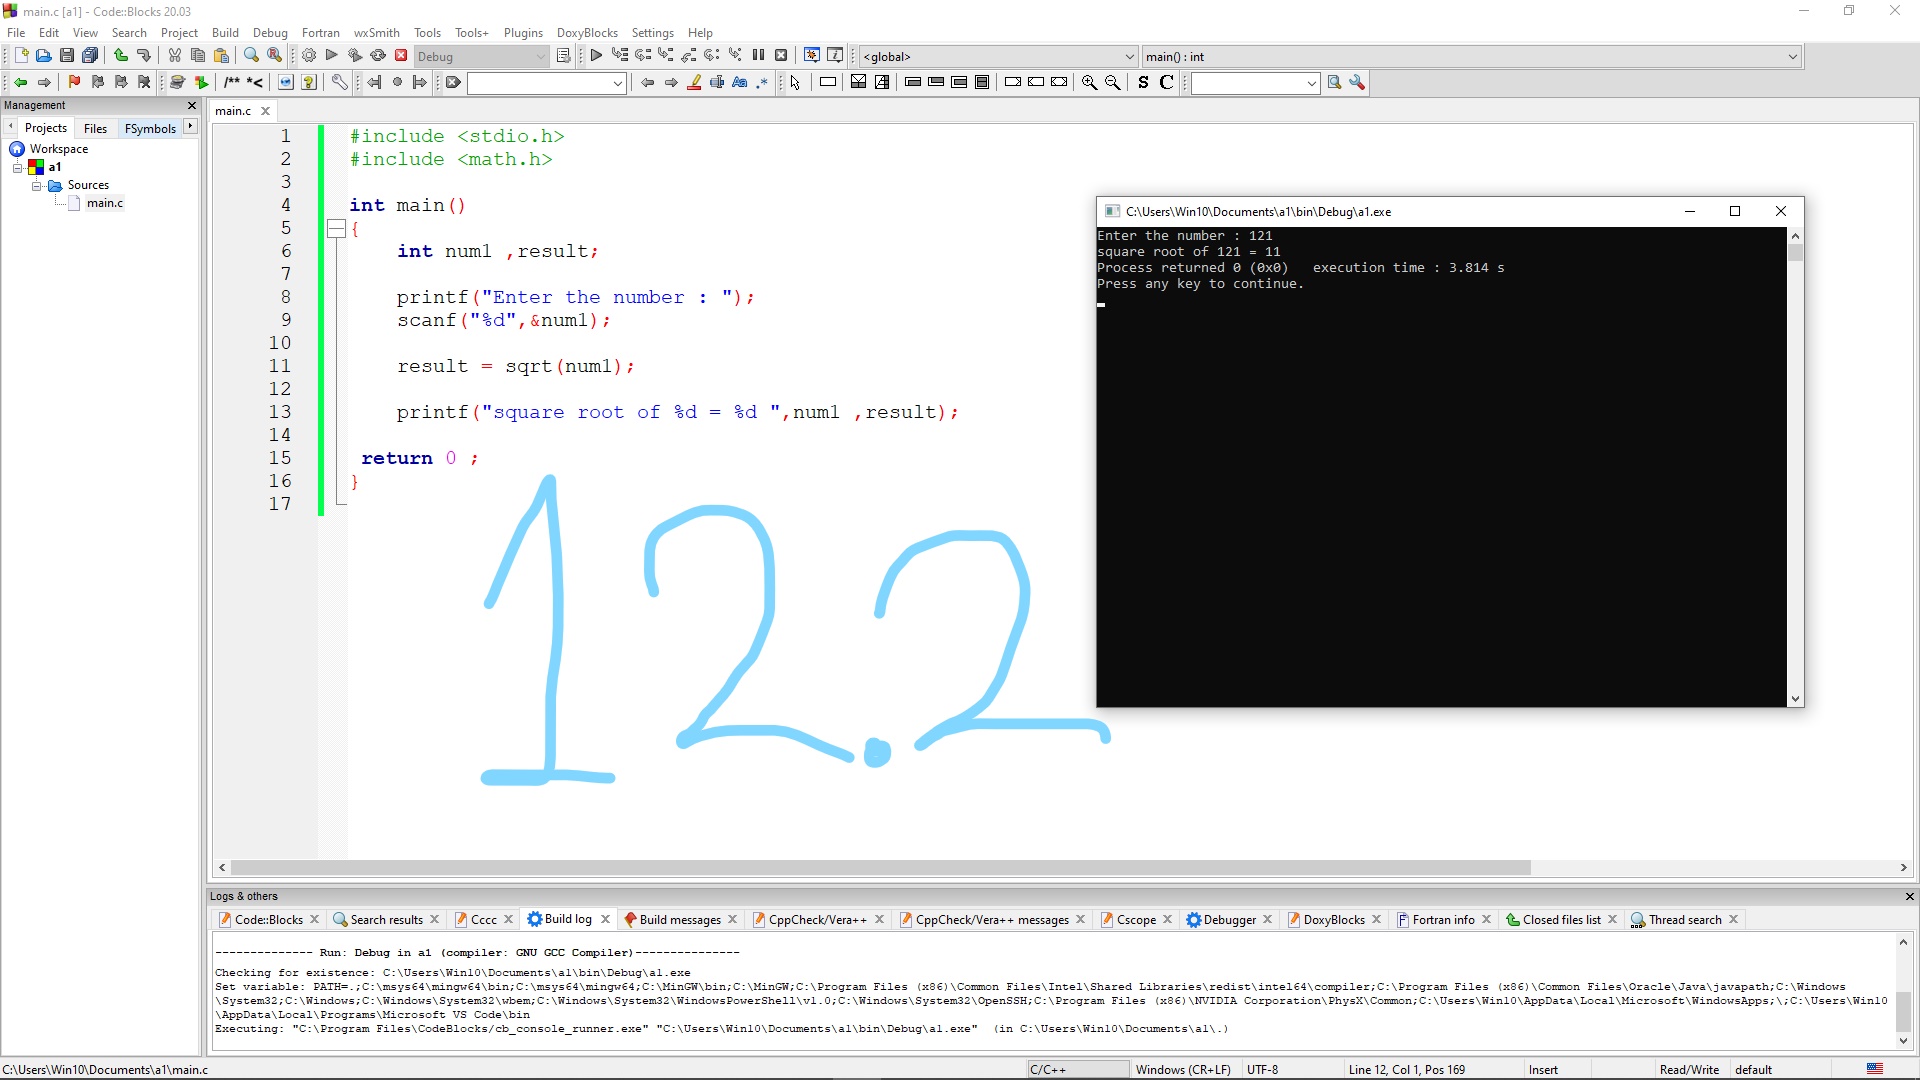 main.c [a1] - Code::Blocks 20.03
File Edit View Search Project Build Debug Fortran wxSmith Tools Tools+ Plugins DoxyBlocks Settings Help
Debug <global> main() : int
/** *< Aa .* S C
Management
Projects Files FSymbols
Workspace
a1
Sources
main.c
main.c
1 #include <stdio.h>
2 #include <math.h>
3
4 int main()
5 {
6 int num1 ,result;
7
8 printf("Enter the number : ");
9 scanf("%d",&num1);
10
11 result = sqrt(num1);
12
13 printf("square root of %d = %d ",num1 ,result);
14
15 return 0 ;
16 }
17
12.2
C:\Users\Win10\Documents\a1\bin\Debug\a1.exe
Enter the number : 121
square root of 121 = 11
Process returned 0 (0x0)   execution time : 3.814 s
Press any key to continue.
Logs & others
Code::Blocks Search results Cccc Build log Build messages CppCheck/Vera++ CppCheck/Vera++ messages Cscope Debugger DoxyBlocks Fortran info Closed files list Thread search
-------------- Run: Debug in a1 (compiler: GNU GCC Compiler)---------------
Checking for existence: C:\Users\Win10\Documents\a1\bin\Debug\a1.exe
Set variable: PATH=.;C:\msys64\mingw64\bin;C:\msys64\mingw64;C:\MinGW\bin;C:\MinGW;C:\Program Files (x86)\Common Files\Intel\Shared Libraries\redist\intel64\compiler;C:\Program Files (x86)\Common Files\Oracle\Java\javapath;C:\Windows
\System32;C:\Windows;C:\Windows\System32\wbem;C:\Windows\System32\WindowsPowerShell\v1.0;C:\Windows\System32\OpenSSH;C:\Program Files (x86)\NVIDIA Corporation\PhysX\Common;C:\Users\Win10\AppData\Local\Microsoft\WindowsApps;\;C:\Users\Win10
\AppData\Local\Programs\Microsoft VS Code\bin
Executing: "C:\Program Files\CodeBlocks/cb_console_runner.exe" "C:\Users\Win10\Documents\a1\bin\Debug\a1.exe"  (in C:\Users\Win10\Documents\a1\.)
C:\Users\Win10\Documents\a1\main.c C/C++ Windows (CR+LF) UTF-8 Line 12, Col 1, Pos 169 Insert Read/Write default